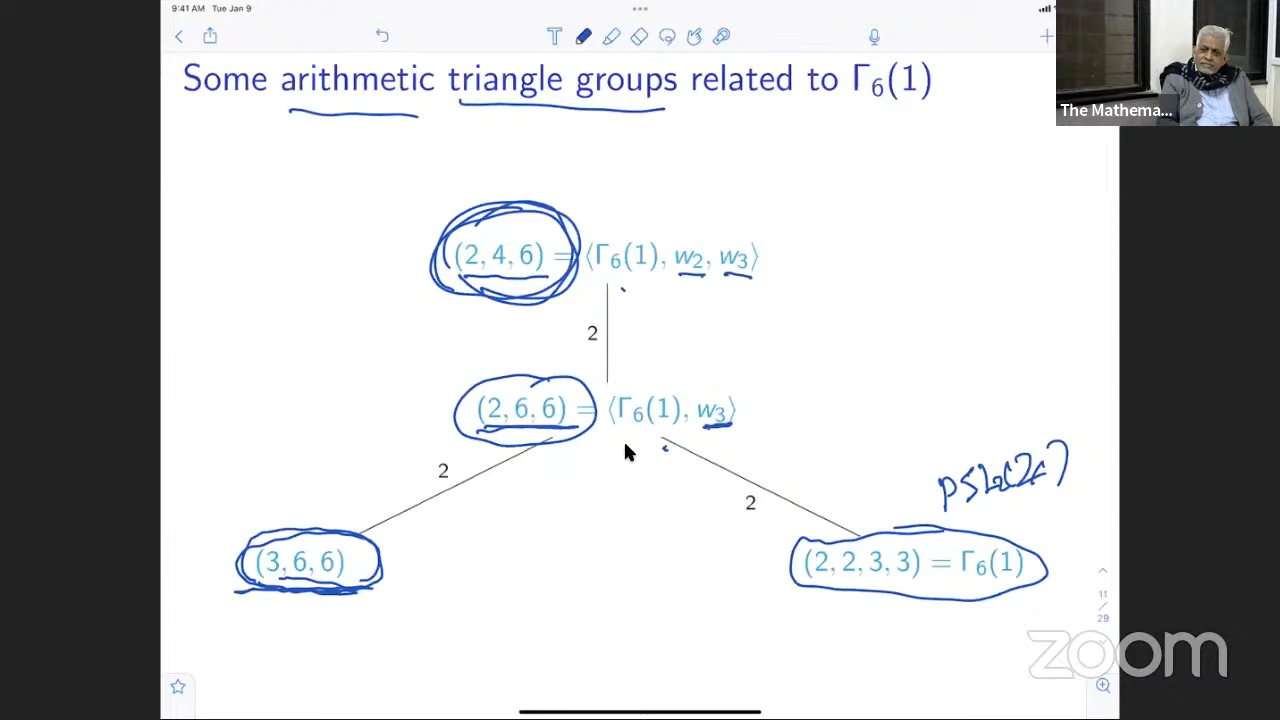 9:41 AM Tue Jan 9
Some arithmetic triangle groups related to Γ₆(1)
The Mathema...
(2, 4, 6) = ⟨Γ₆(1), w₂, w₃⟩
2
(2, 6, 6) = ⟨Γ₆(1), w₃⟩
2
2
(3, 6, 6)
(2, 2, 3, 3) = Γ₆(1)
11
/
29
zoom